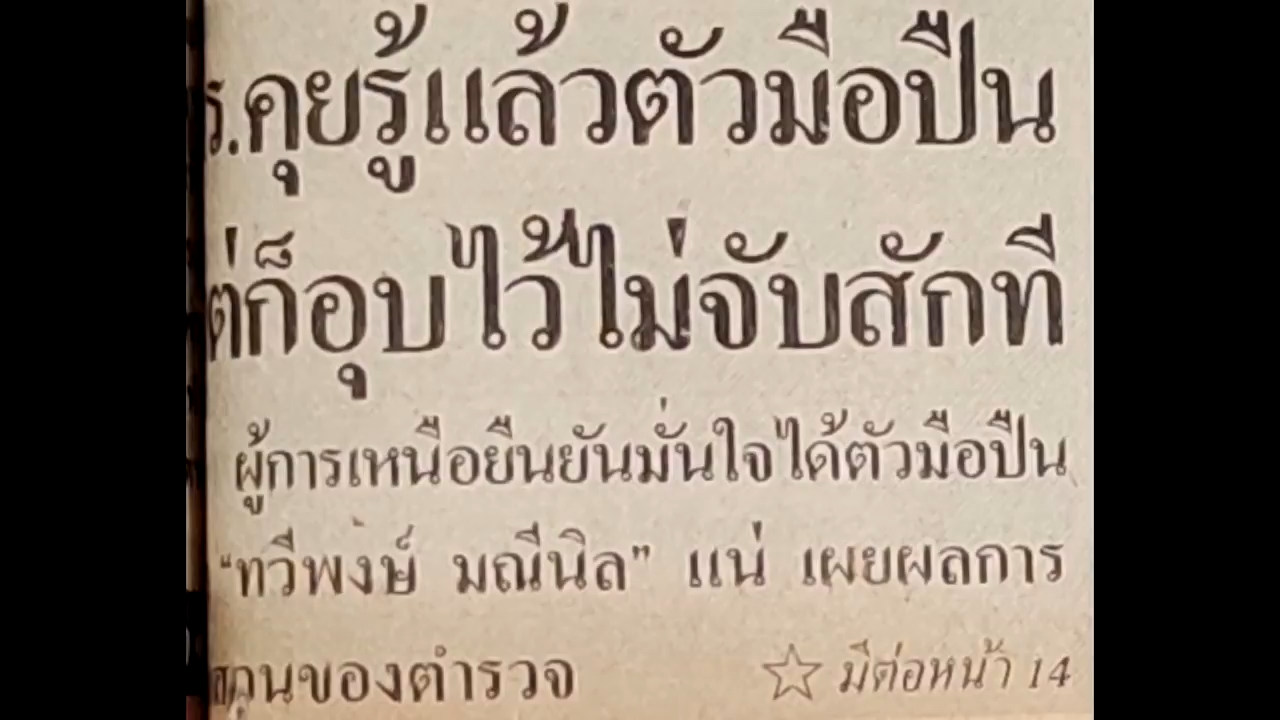 ร.คุยรู้แล้วตัวมือปืน
ต่ก็อุบไว้ไม่จับสักที
ผู้การเหนือยืนยันมั่นใจได้ตัวมือปืน
“ทวีพงษ์ มณีนิล” แน่ เผยผลการ
ของตำรวจ ☆ มีต่อหน้า 14